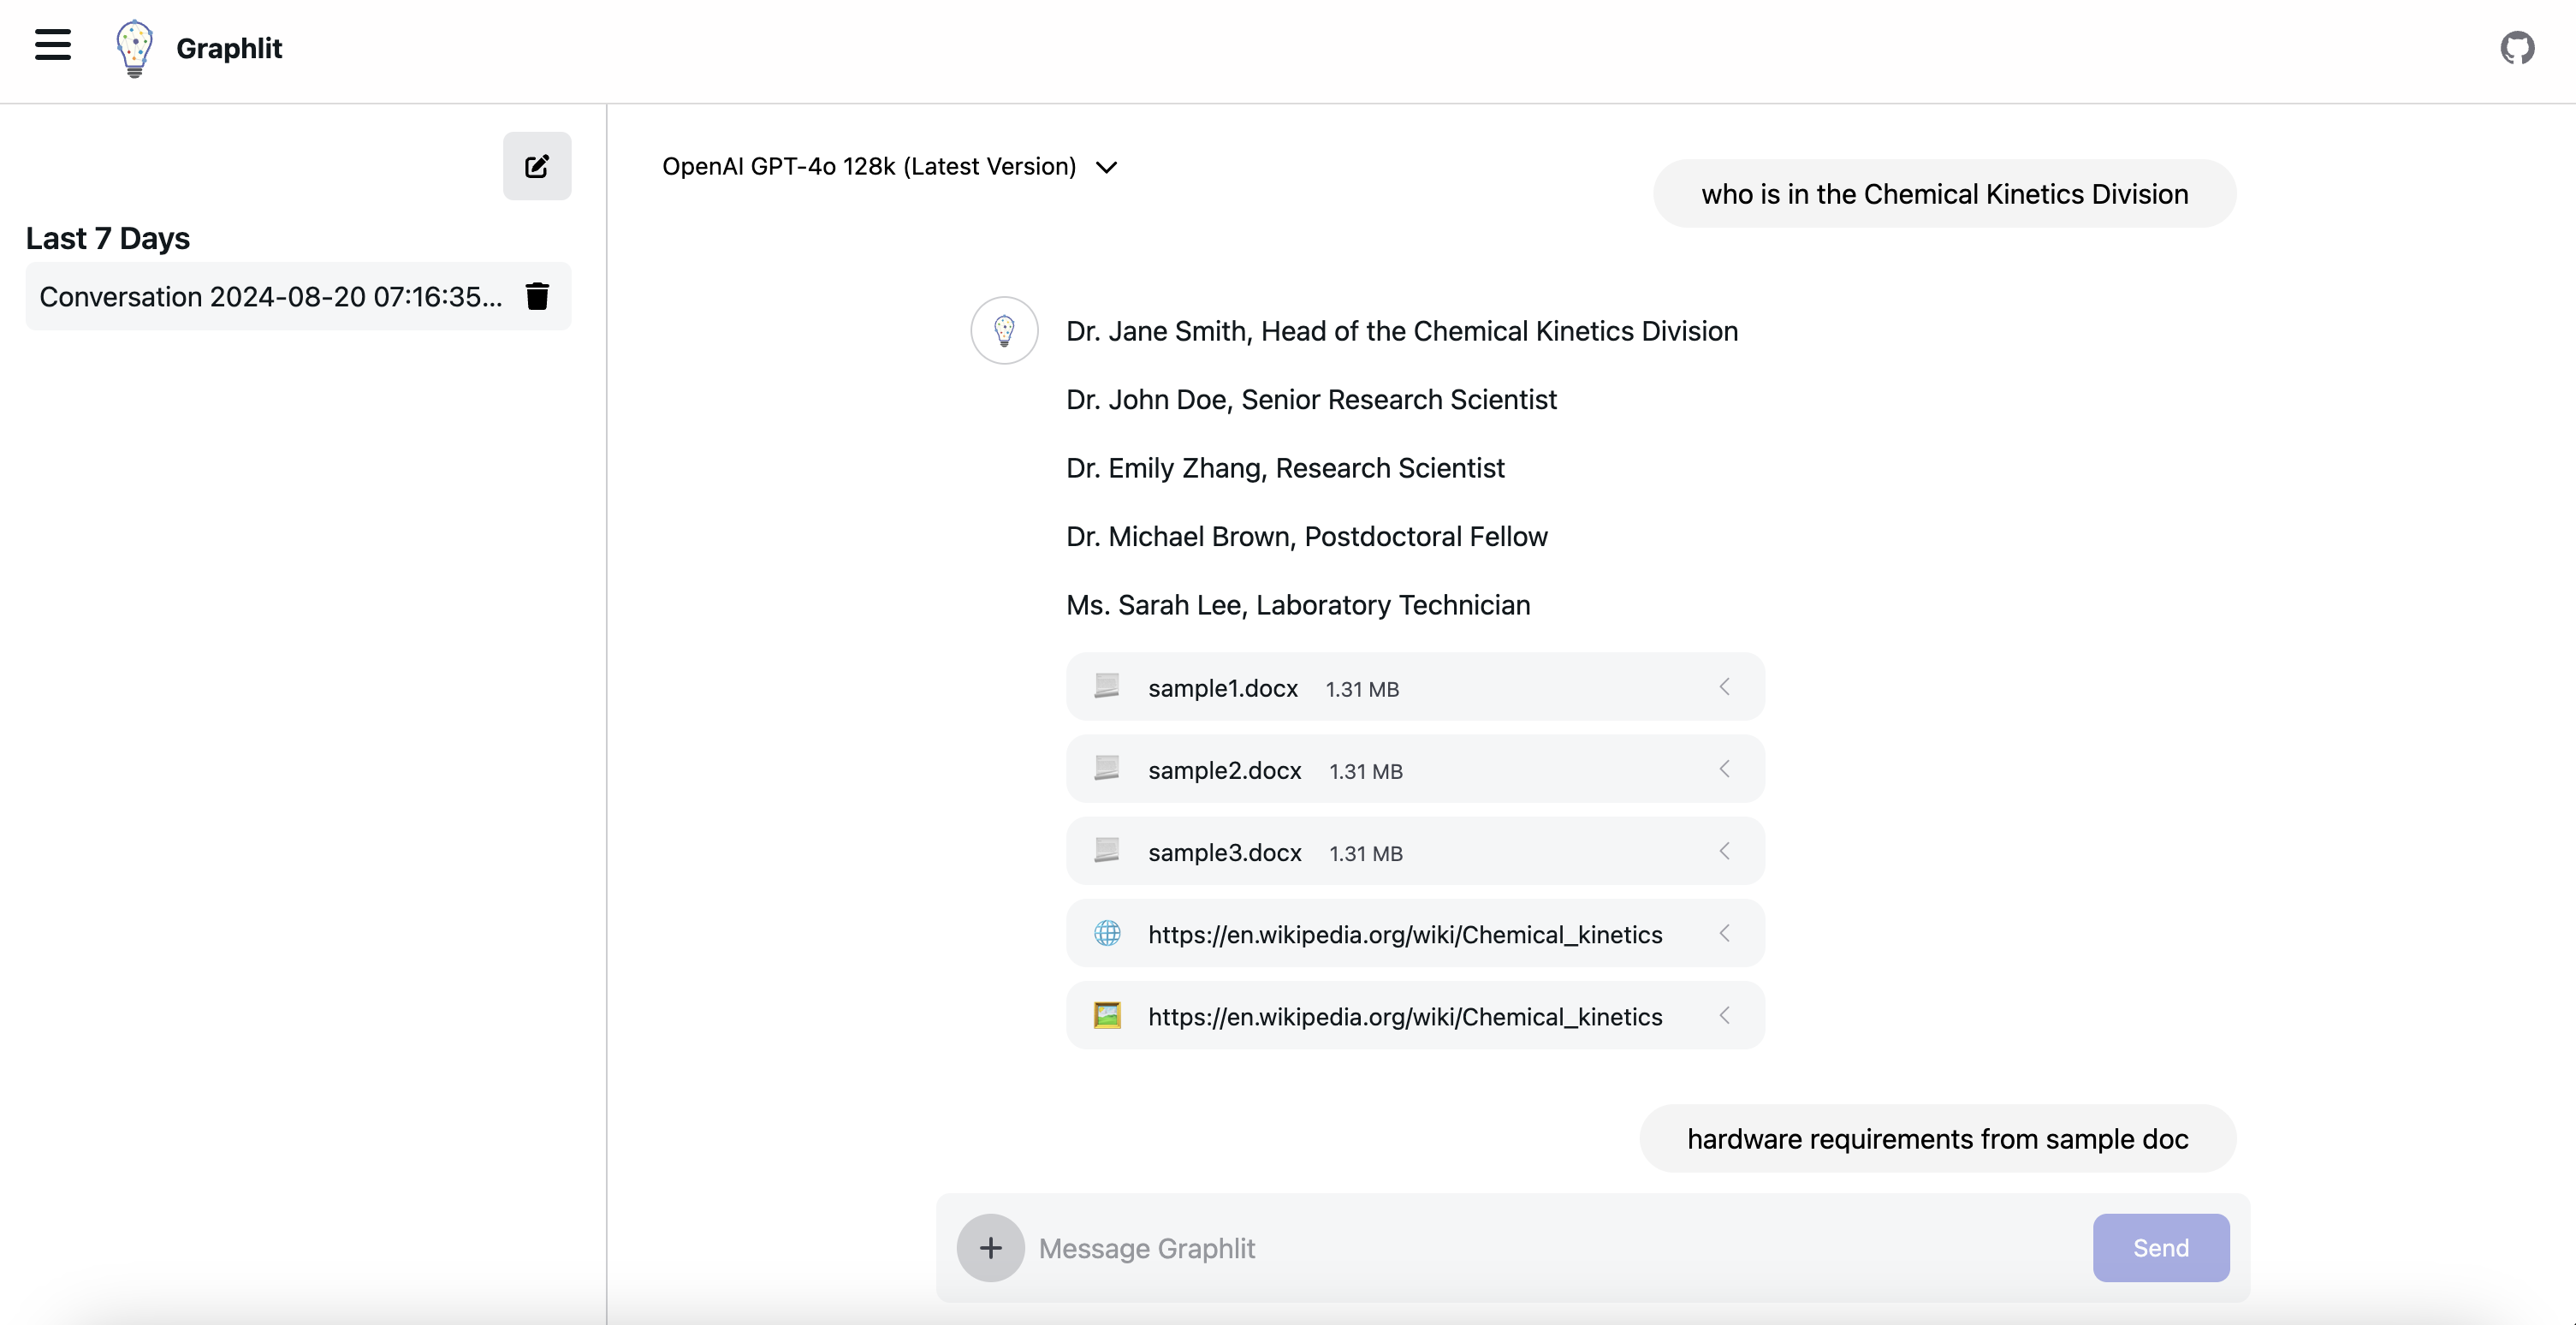 Graphlit
Last 7 Days
Conversation 2024-08-20 07:16:35...
OpenAI GPT-4o 128k (Latest Version)
who is in the Chemical Kinetics Division
Dr. Jane Smith, Head of the Chemical Kinetics Division
Dr. John Doe, Senior Research Scientist
Dr. Emily Zhang, Research Scientist
Dr. Michael Brown, Postdoctoral Fellow
Ms. Sarah Lee, Laboratory Technician
sample1.docx 1.31 MB
sample2.docx 1.31 MB
sample3.docx 1.31 MB
https://en.wikipedia.org/wiki/Chemical_kinetics
https://en.wikipedia.org/wiki/Chemical_kinetics
hardware requirements from sample doc
Message Graphlit
Send